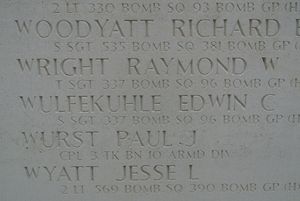 2 LT 330 BOMB SQ 93 BOMB GP (H
WOODYATT RICHARD E
S SGT 535 BOMB SQ 381 BOMB GP (H
WRIGHT RAYMOND W
T SGT 337 BOMB SQ 96 BOMB GP (H
WULFEKUHLE EDWIN C
S SGT 337 BOMB SQ 96 BOMB GP (H
WURST PAUL J
CPL 3 TK BN 10 ARMD DIV
WYATT JESSE L
2 LT 569 BOMB SQ 390 BOMB GP (H